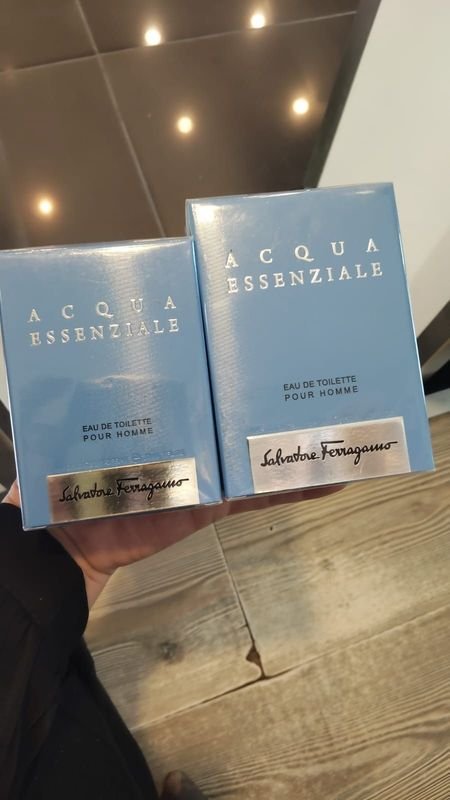 ACQUA
ESSENZIALE
EAU DE TOILETTE
POUR HOMME
Salvatore Ferragamo
ACQUA
ESSENZIALE
EAU DE TOILETTE
POUR HOMME
Salvatore Ferragamo